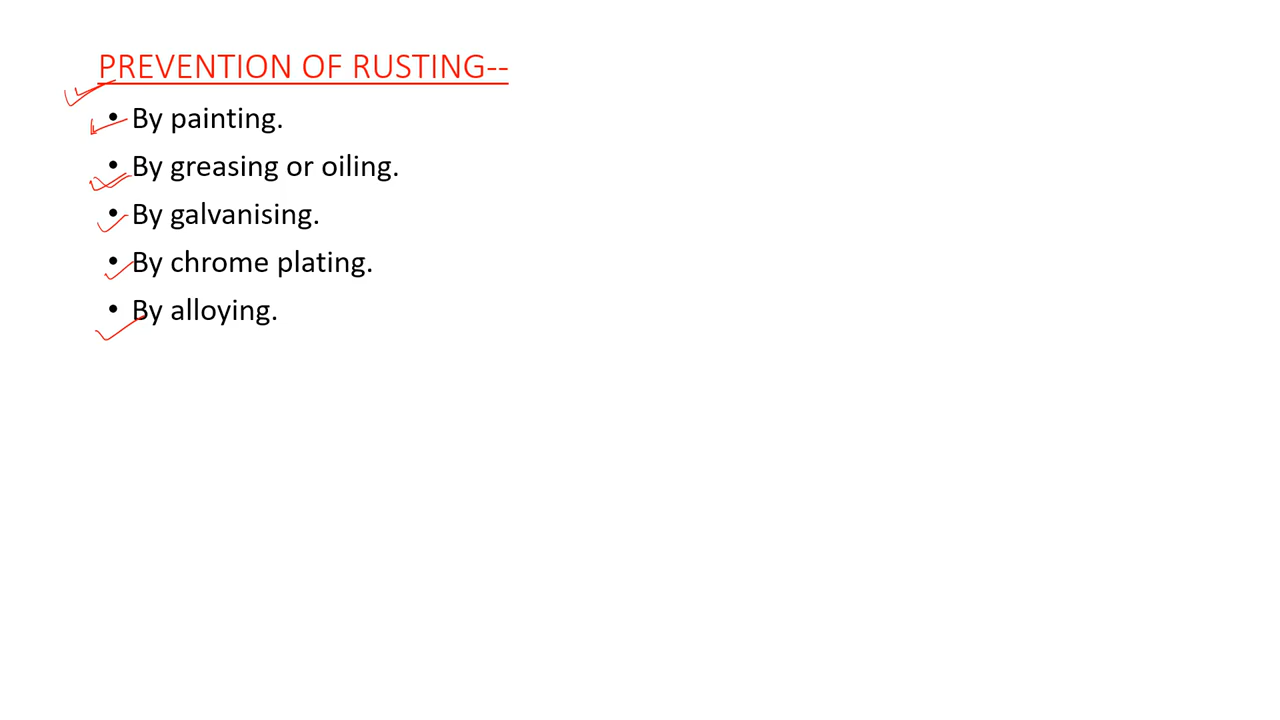 PREVENTION OF RUSTING--
• By painting.
• By greasing or oiling.
• By galvanising.
• By chrome plating.
• By alloying.